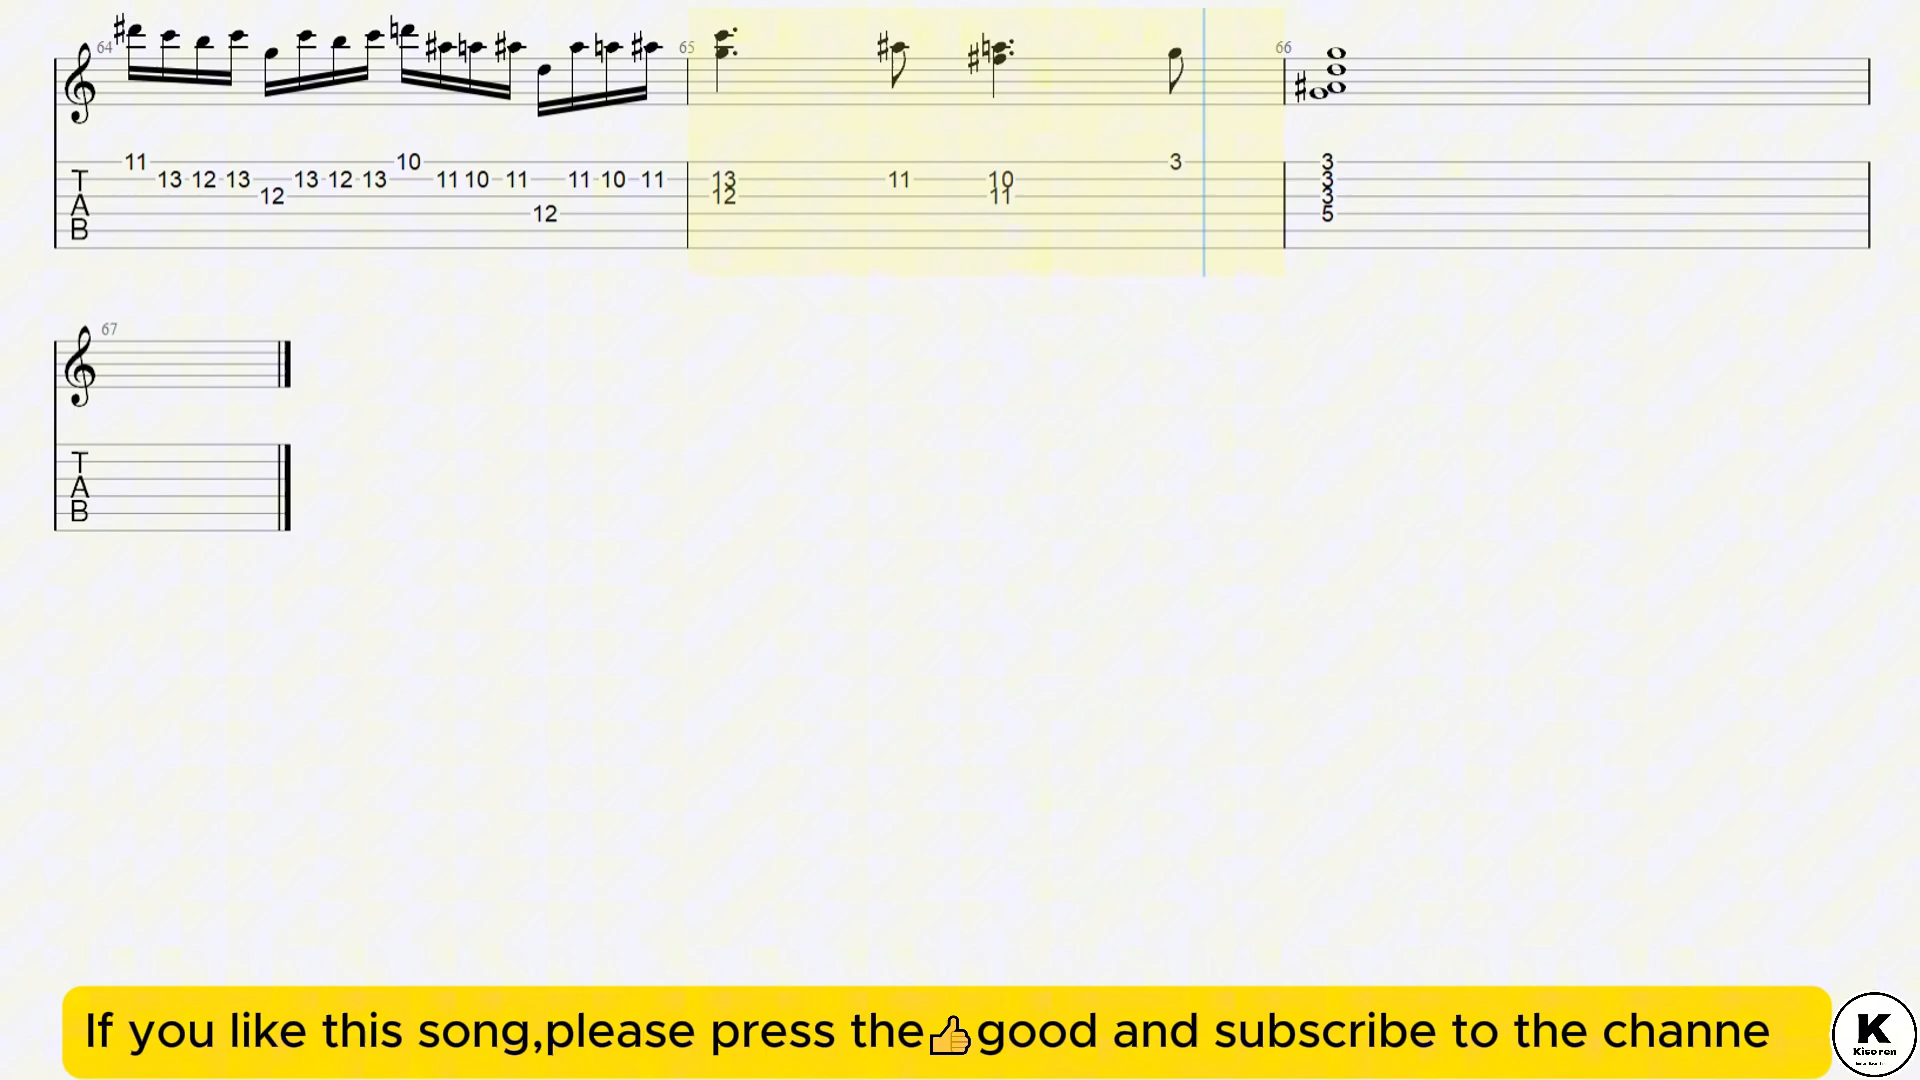 64 65 66
11 10 3 3
T 13 12 13 13 12 13 11 10 11 11 10 11 13 11 10 3
A 12 12 11 3
12 5
B
67
T
A
B
If you like this song,please press the👍good and subscribe to the channe
K
Kisoren